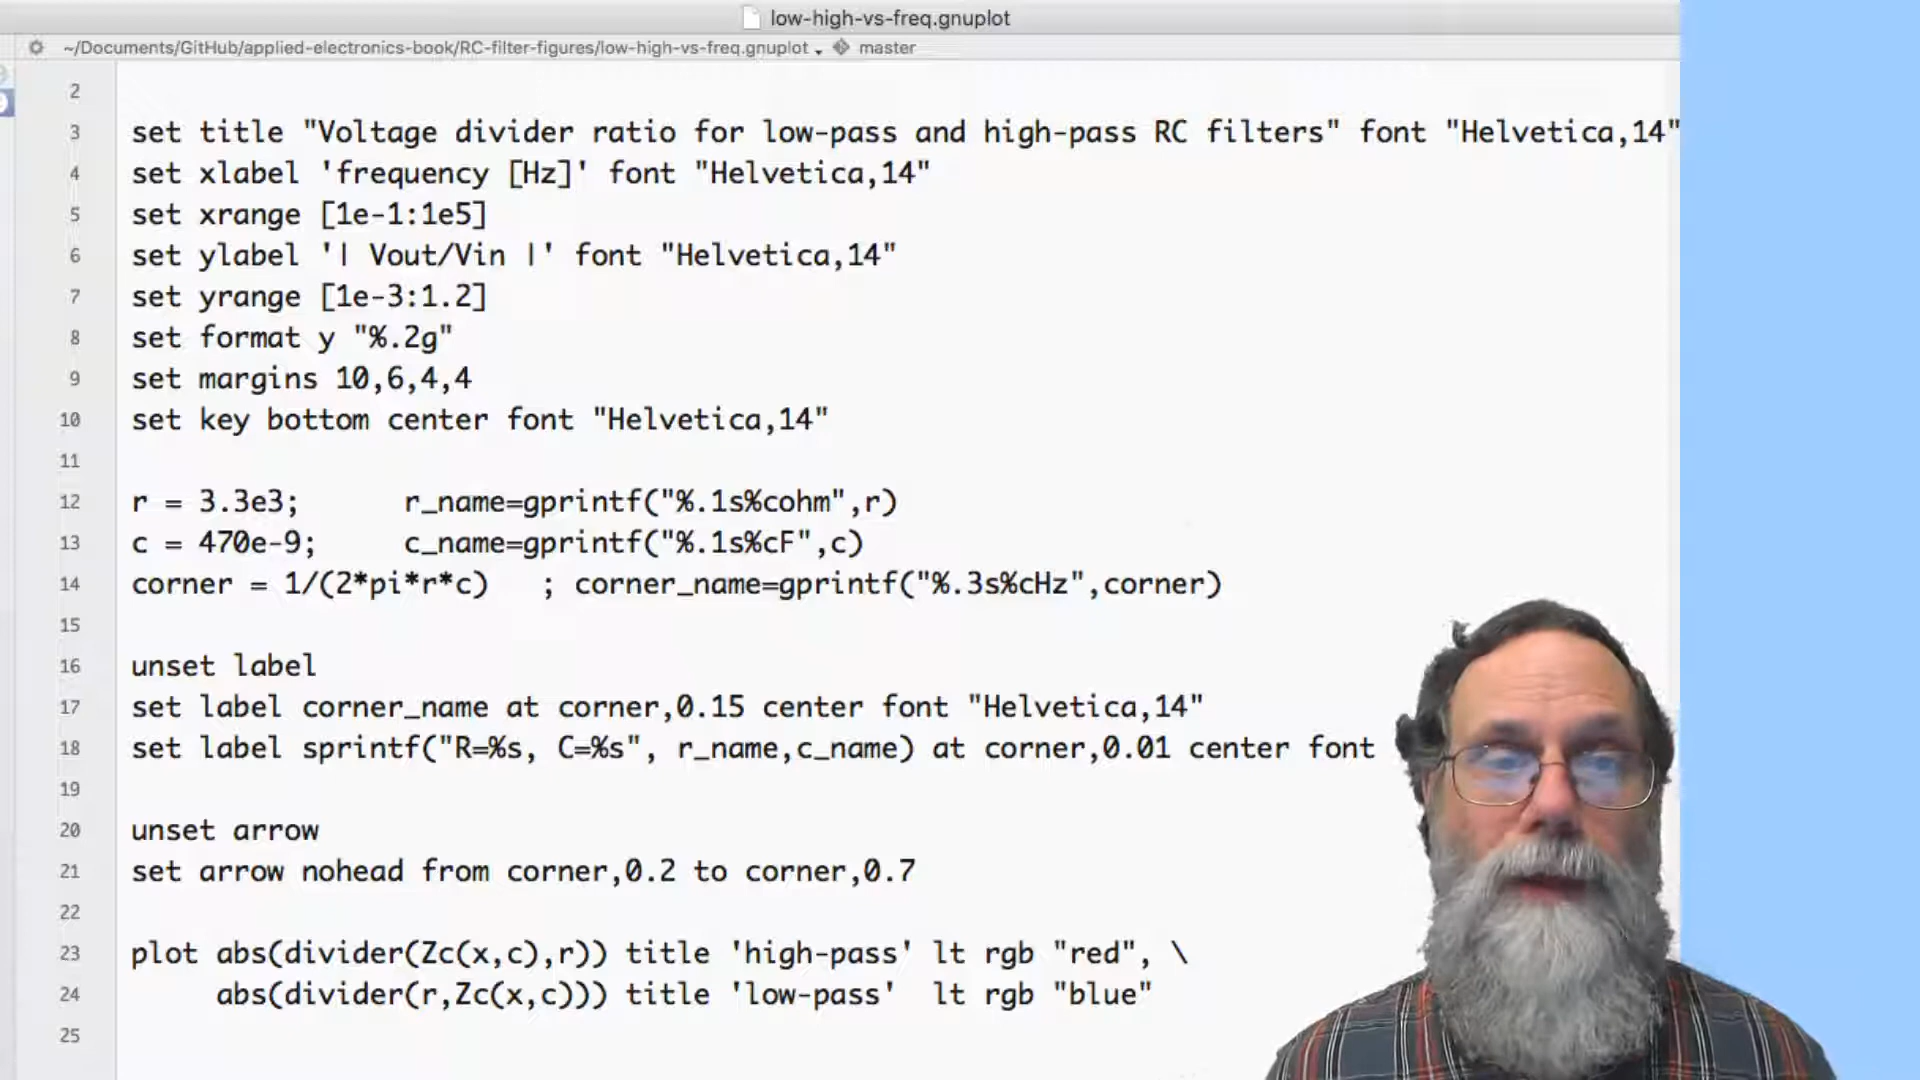 low-high-vs-freq.gnuplot
~/Documents/GitHub/applied-electronics-book/RC-filter-figures/low-high-vs-freq.gnuplot master
2
3 set title "Voltage divider ratio for low-pass and high-pass RC filters" font "Helvetica,14"
4 set xlabel 'frequency [Hz]' font "Helvetica,14"
5 set xrange [1e-1:1e5]
6 set ylabel '| Vout/Vin |' font "Helvetica,14"
7 set yrange [1e-3:1.2]
8 set format y "%.2g"
9 set margins 10,6,4,4
10 set key bottom center font "Helvetica,14"
11
12 r = 3.3e3; r_name=gprintf("%.1s%cohm",r)
13 c = 470e-9; c_name=gprintf("%.1s%cF",c)
14 corner = 1/(2*pi*r*c) ; corner_name=gprintf("%.3s%cHz",corner)
15
16 unset label
17 set label corner_name at corner,0.15 center font "Helvetica,14"
18 set label sprintf("R=%s, C=%s", r_name,c_name) at corner,0.01 center font
19
20 unset arrow
21 set arrow nohead from corner,0.2 to corner,0.7
22
23 plot abs(divider(Zc(x,c),r)) title 'high-pass' lt rgb "red", \
24 abs(divider(r,Zc(x,c))) title 'low-pass' lt rgb "blue"
25